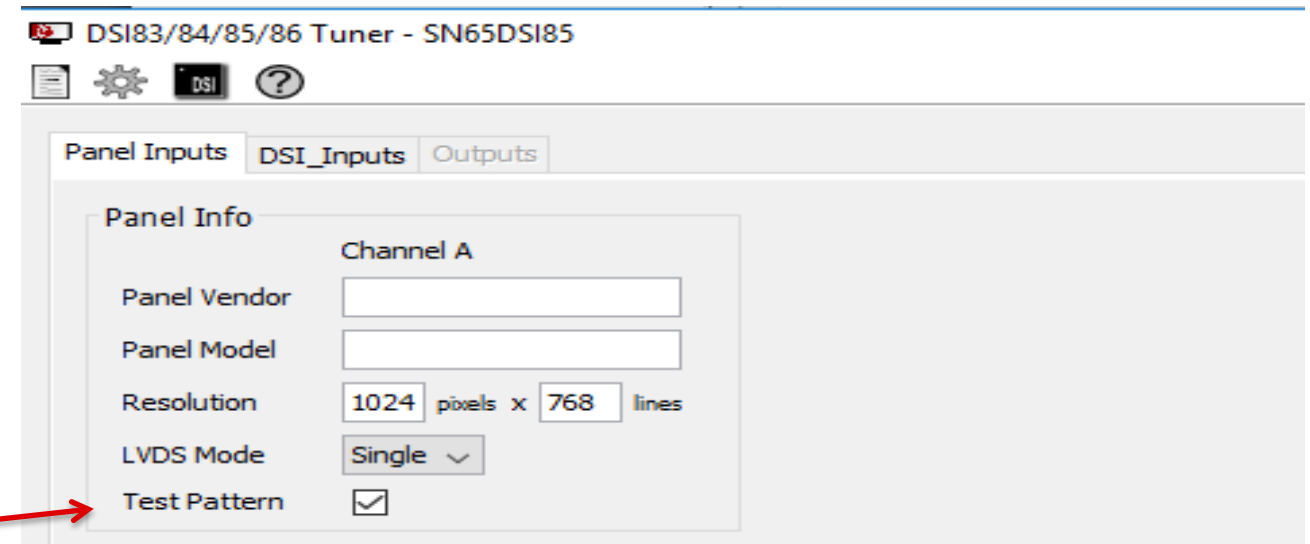 DSI83/84/85/86 Tuner - SN65DSI85
DSI ?
Panel Inputs DSI_Inputs Outputs
Panel Info
Channel A
Panel Vendor
Panel Model
Resolution 1024 pixels x 768 lines
LVDS Mode Single
Test Pattern